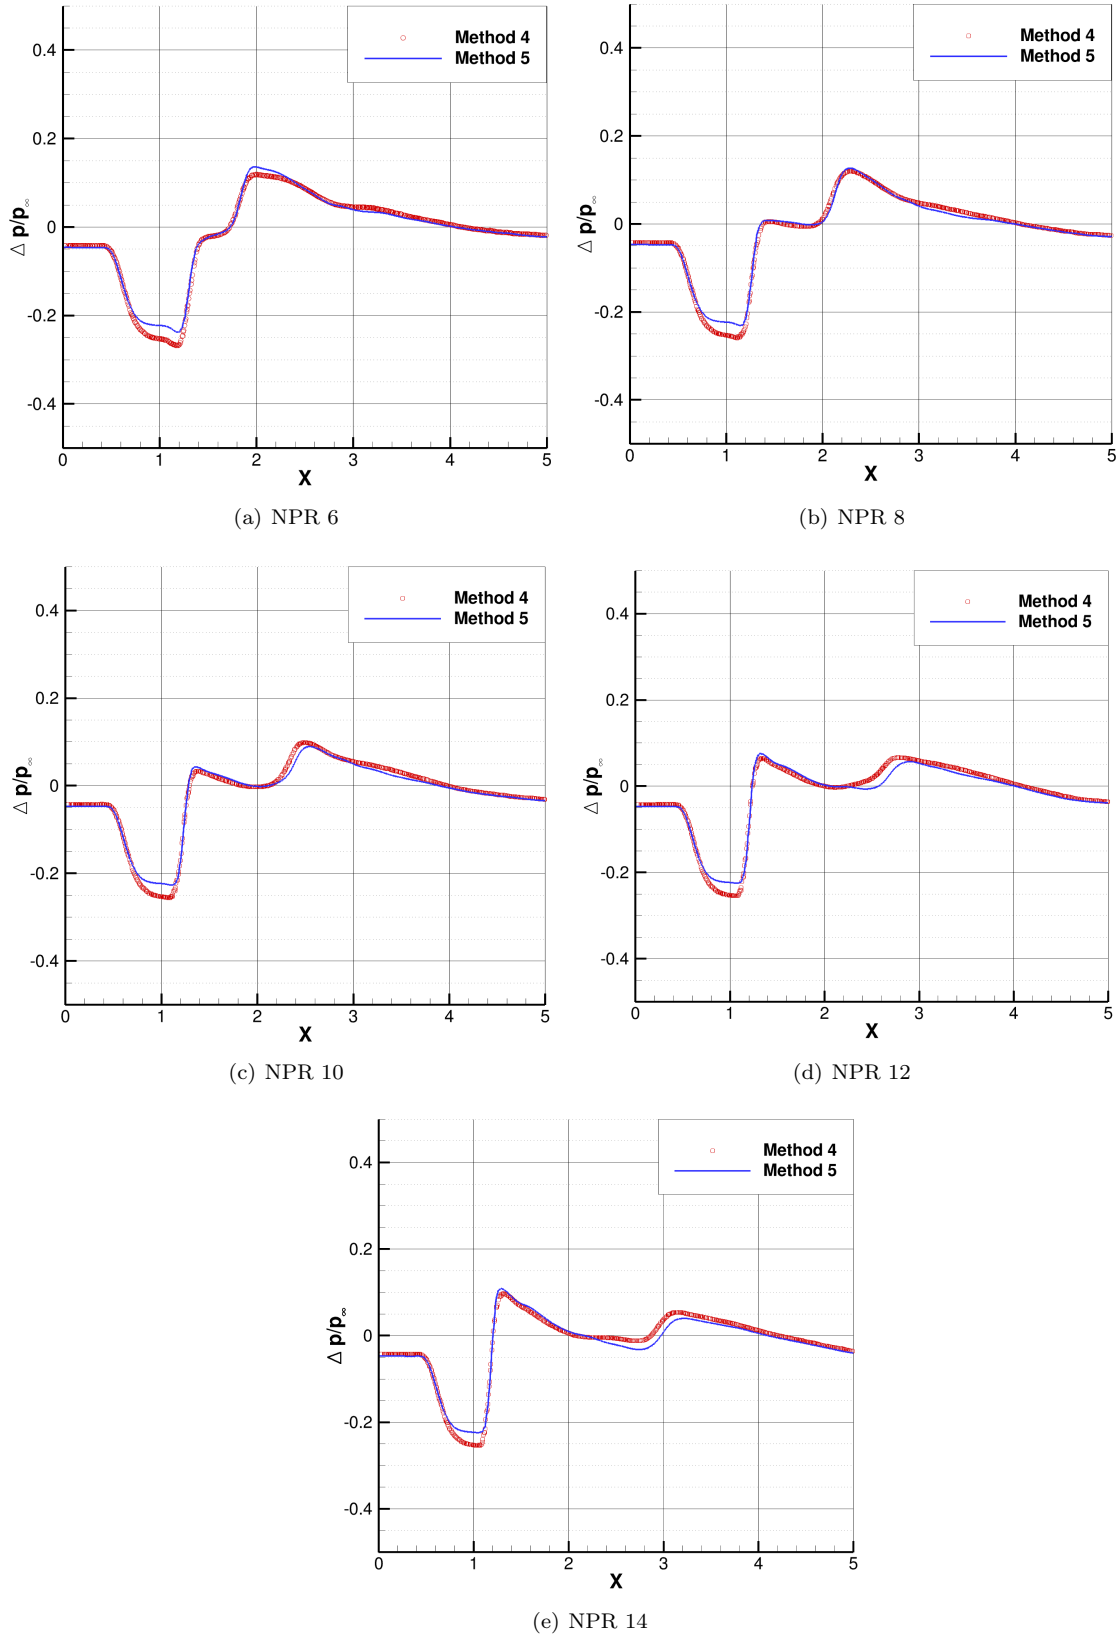 0.4
0.2
0
-0.2
-0.4
Δ p/p∞
Method 4
Method 5
0 1 2 3 4 5
X
(a) NPR 6
0.4
0.2
0
-0.2
-0.4
Δ p/p∞
Method 4
Method 5
0 1 2 3 4 5
X
(b) NPR 8
0.4
0.2
0
-0.2
-0.4
Δ p/p∞
Method 4
Method 5
0 1 2 3 4 5
X
(c) NPR 10
0.4
0.2
0
-0.2
-0.4
Δ p/p∞
Method 4
Method 5
0 1 2 3 4 5
X
(d) NPR 12
0.4
0.2
0
-0.2
-0.4
Δ p/p∞
Method 4
Method 5
0 1 2 3 4 5
X
(e) NPR 14